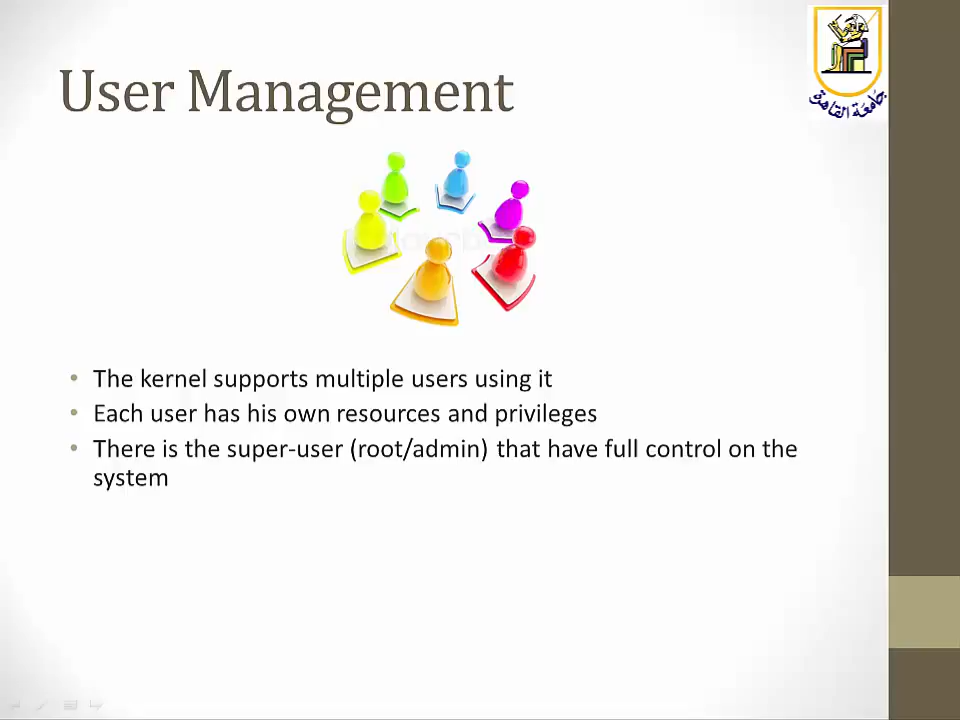 User Management
جامعة القاهرة
• The kernel supports multiple users using it
• Each user has his own resources and privileges
• There is the super-user (root/admin) that have full control on the
system